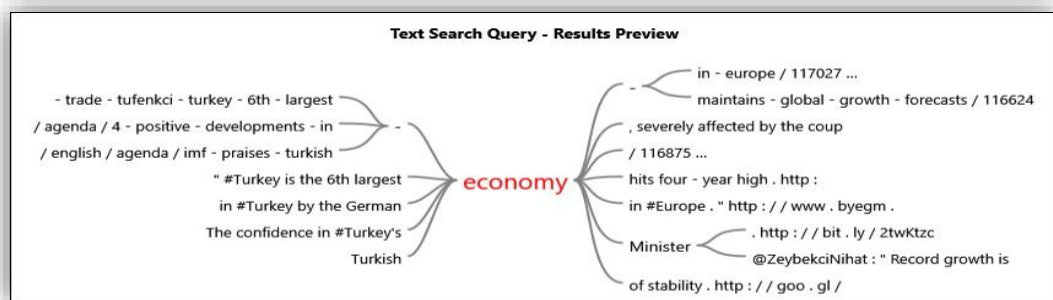 Text Search Query - Results Preview
- trade - tufenkci - turkey - 6th - largest
/ agenda / 4 - positive - developments - in
/ english / agenda / imf - praises - turkish
-
" #Turkey is the 6th largest
in #Turkey by the German
The confidence in #Turkey's
Turkish
economy
-
in - europe / 117027 ...
maintains - global - growth - forecasts / 116624
, severely affected by the coup
/ 116875 ...
hits four - year high . http :
in #Europe . " http : / / www . byegm .
Minister
. http : / / bit . ly / 2twKtzc
@ZeybekciNihat : " Record growth is
of stability . http : / / goo . gl /